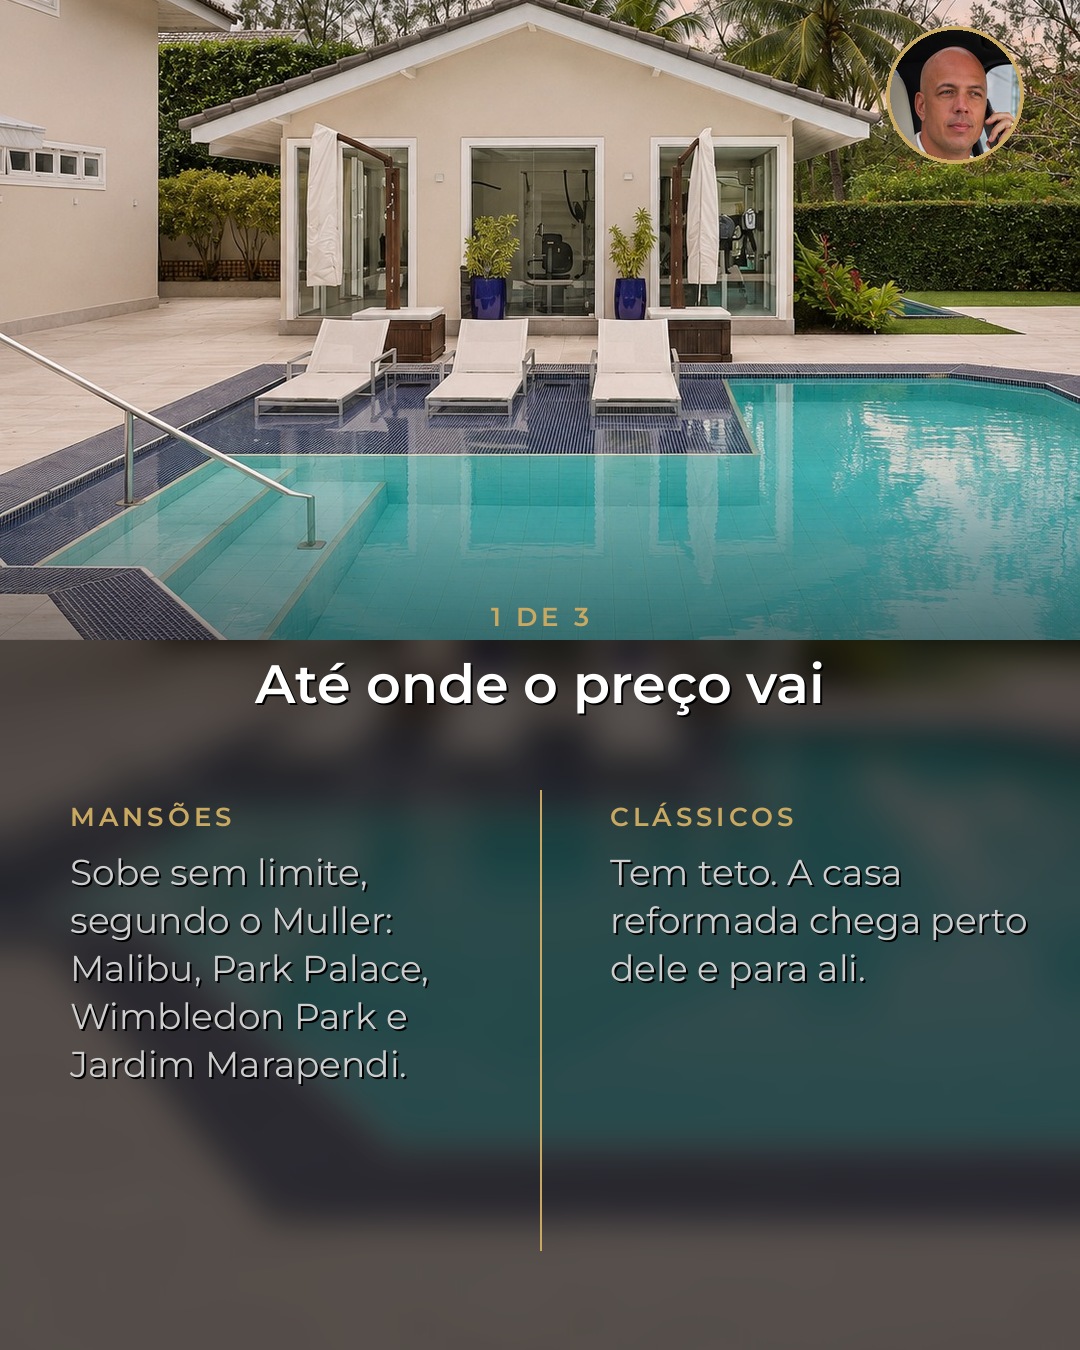 1 DE 3
Até onde o preço vai
MANSÕES
Sobe sem limite,
segundo o Muller:
Malibu, Park Palace,
Wimbledon Park e
Jardim Marapendi.
CLÁSSICOS
Tem teto. A casa
reformada chega perto
dele e para ali.